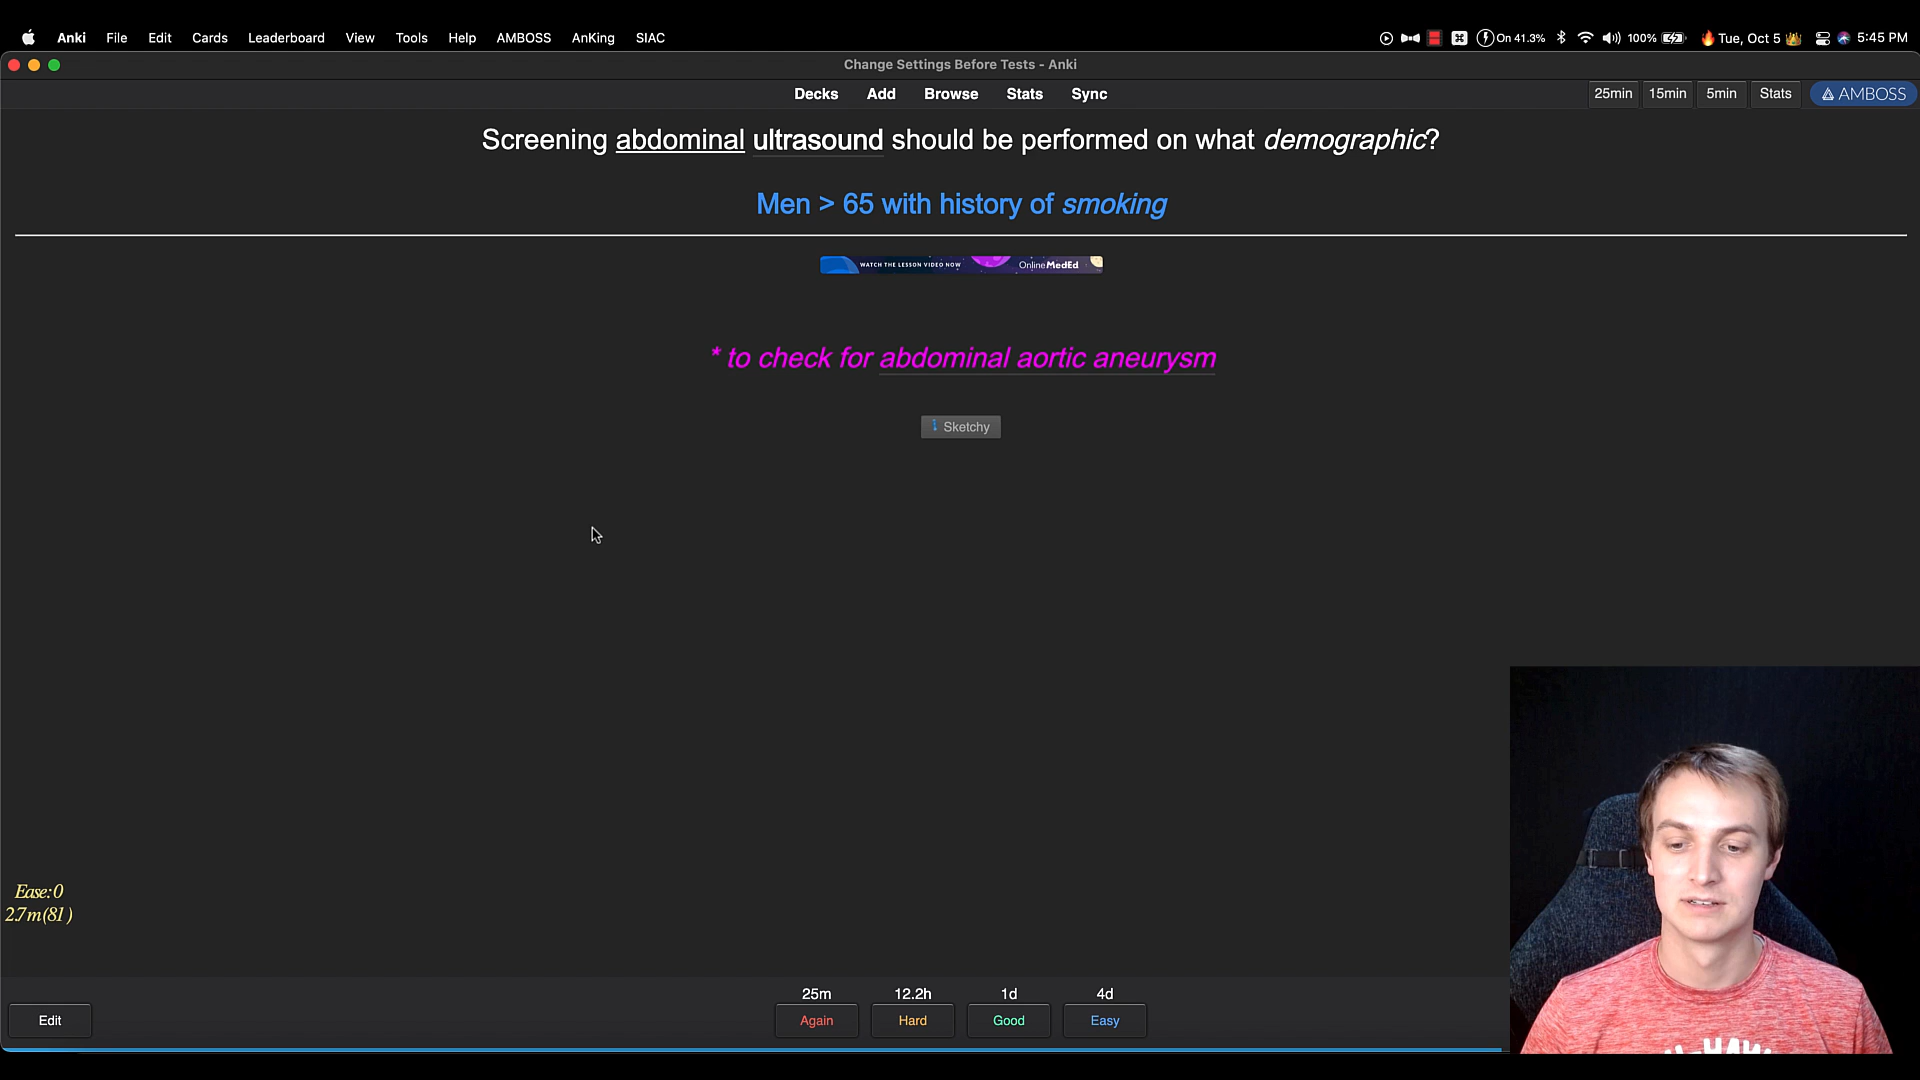 Anki File Edit Cards Leaderboard View Tools Help AMBOSS AnKing SIAC On 41.3% 100% Tue, Oct 5 5:45 PM
Change Settings Before Tests - Anki
Decks Add Browse Stats Sync 25min 15min 5min Stats AMBOSS
Screening abdominal ultrasound should be performed on what demographic?
Men > 65 with history of smoking
WATCH THE LESSON VIDEO NOW OnlineMedEd
* to check for abdominal aortic aneurysm
Sketchy
Ease:0
2.7m(81)
25m 12.2h 1d 4d
Edit Again Hard Good Easy